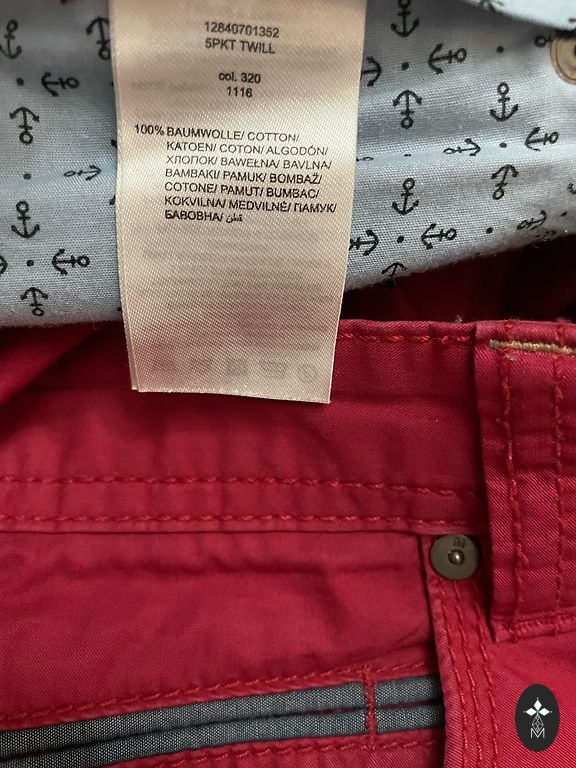 12840701352
5PKT TWILL
col. 320
1116
100% BAUMWOLLE/ COTTON/
KATOEN/ COTON/ ALGODÓN/
ХЛОПОК/ BAWEŁNA/ BAVLNA/
BAMBAKI/ PAMUK/ BOMBAŽ/
COTONE/ PAMUT/ BUMBAC/
KOKVILNA/ MEDVILNĖ/ ПАМУК/
БАВОВНА/ قطن
M